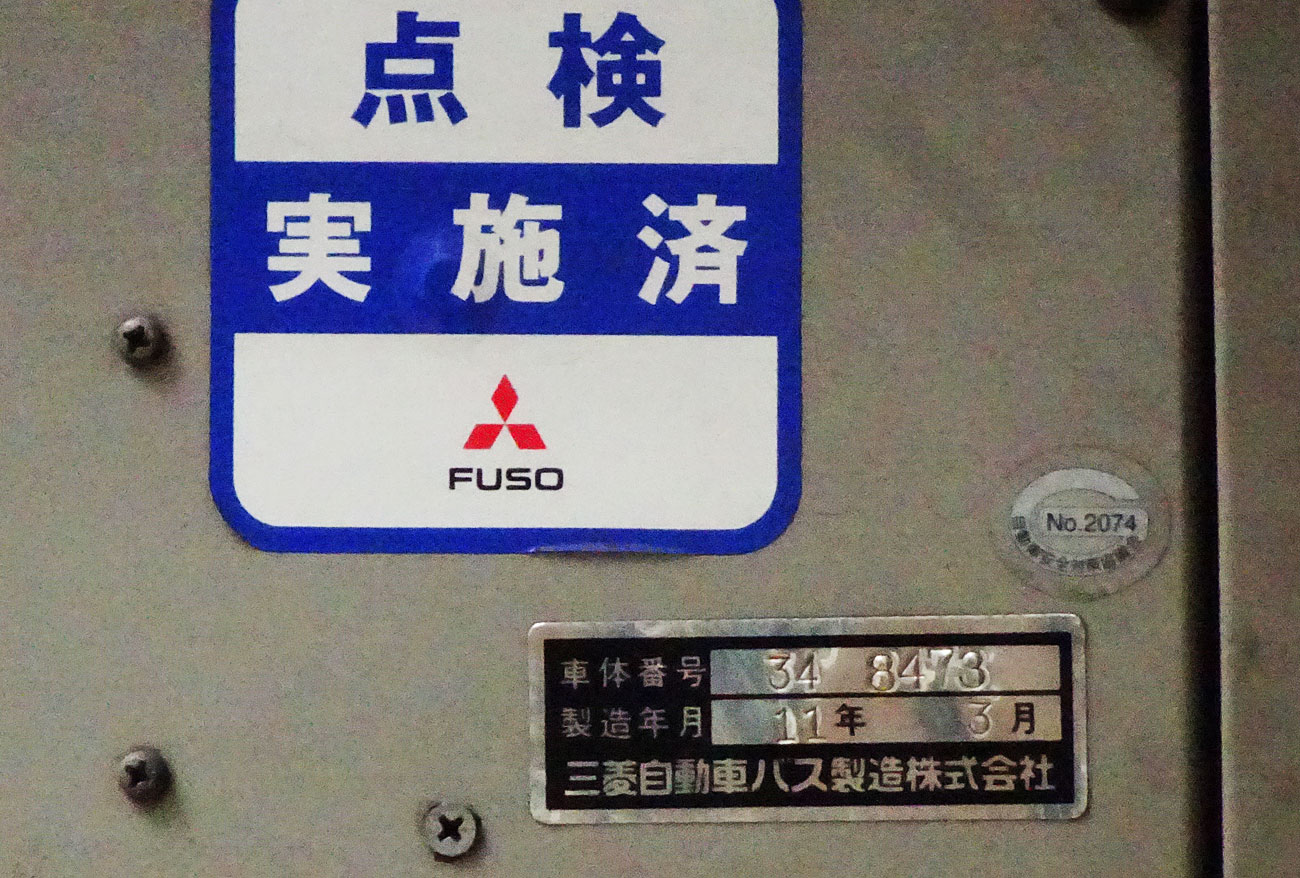 点検
実施済
FUSO
No.2074
車体番号 34 8473
製造年月 11年 3月
三菱自動車バス製造株式会社